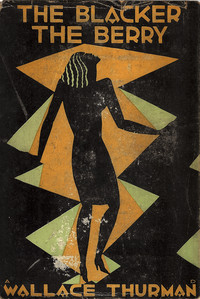 THE BLACKER
THE BERRY
WALLACE THURMAN